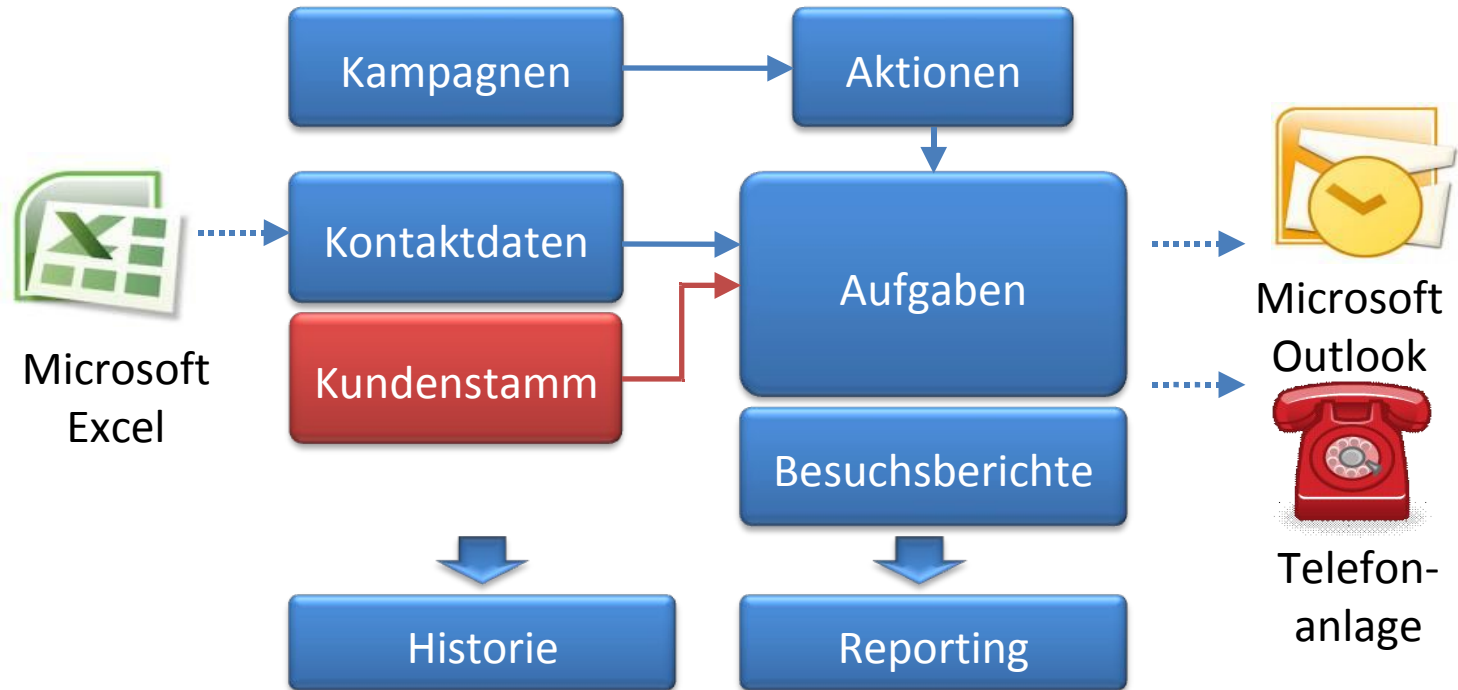 Kampagnen
Aktionen
Kontaktdaten
Aufgaben
Kundenstamm
Besuchsberichte
Historie
Reporting
Microsoft
Excel
Microsoft
Outlook
Telefon-
anlage